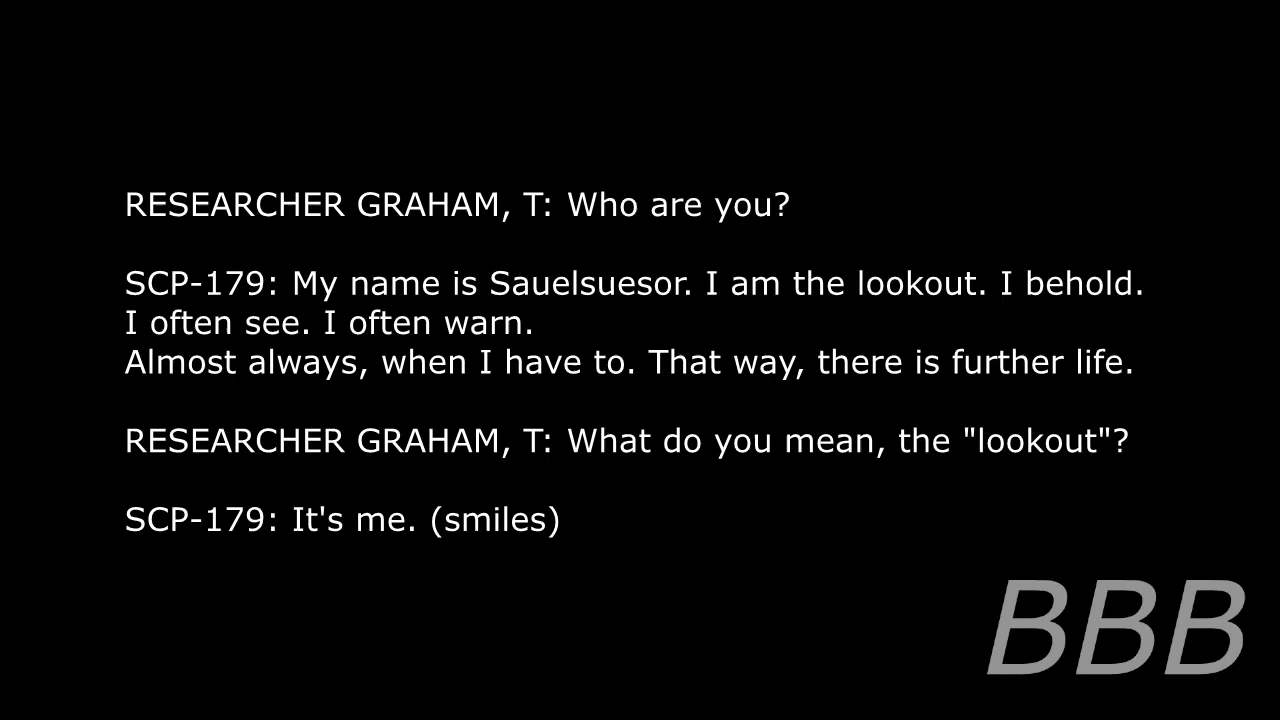 RESEARCHER GRAHAM, T: Who are you?
SCP-179: My name is Sauelsuesor. I am the lookout. I behold.
I often see. I often warn.
Almost always, when I have to. That way, there is further life.
RESEARCHER GRAHAM, T: What do you mean, the "lookout"?
SCP-179: It's me. (smiles)
BBB